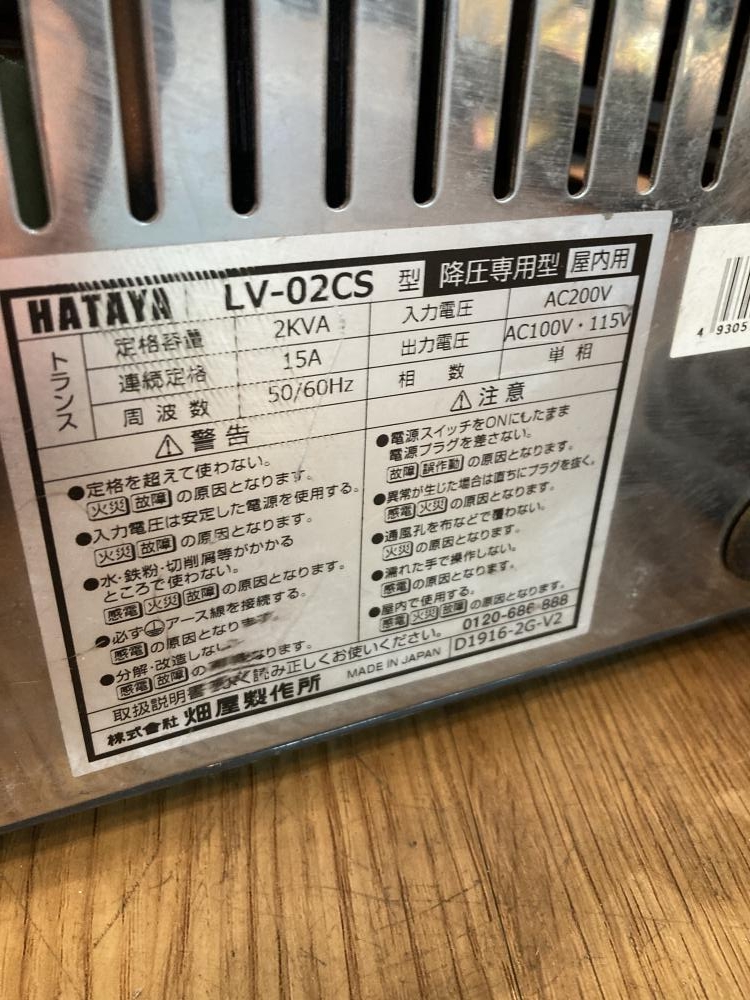 HATAYA LV-02CS 型 降圧専用型 屋内用
トランス
定格容量 2KVA 入力電圧 AC200V
連続定格 15A 出力電圧 AC100V・115V
周波数 50/60Hz 相数 単相
⚠警告
●定格を超えて使わない。
火災 故障 の原因となります。
●入力電圧は安定した電源を使用する。
火災 故障 の原因となります。
●水・鉄粉・切削屑等がかかる
ところで使わない。
感電 火災 故障 の原因となります。
●必ず⏚アース線を接続する。
感電 の原因となります。
●分解・改造しない
感電 故障 の
⚠注意
●電源スイッチをONにしたまま
電源プラグを差さない。
故障 誤作動 の原因となります。
●異常が生じた場合は直ちにプラグを抜く。
感電 火災 の原因となります。
●通風孔を布などで覆わない。
火災 の原因となります。
●濡れた手で操作しない。
感電 の原因となります。
●屋内で使用する。
感電 火災 故障 の原因となります。
取扱説明書 読み正しくお使いください。 0120-686-888
株式会社 畑屋製作所 MADE IN JAPAN D1916-2G-V2
4 9305